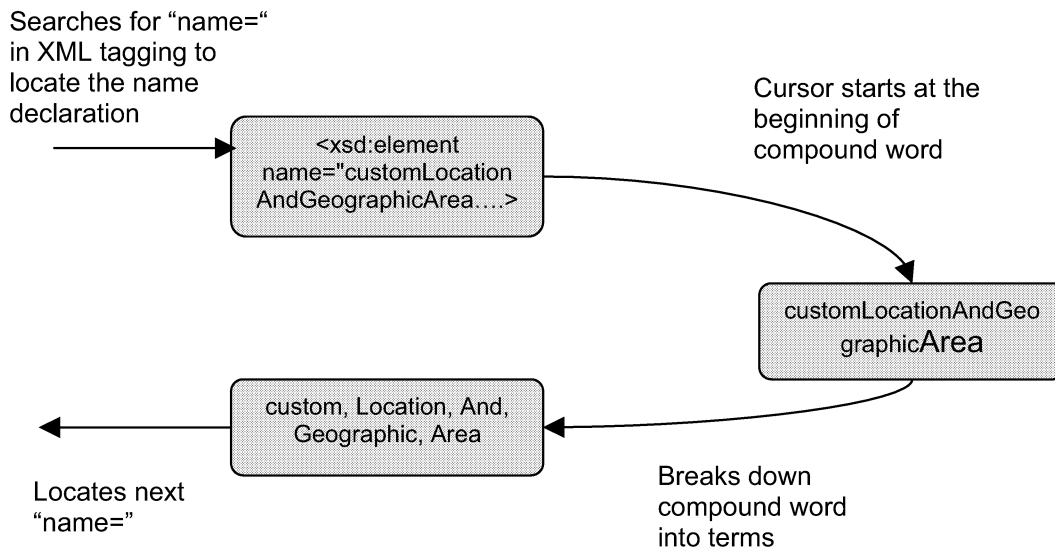 Searches for “name=“
in XML tagging to
locate the name
declaration
<xsd:element
name="customLocation
AndGeographicArea….>
Cursor starts at the
beginning of
compound word
customLocationAndGeo
graphicArea
Breaks down
compound word
into terms
custom, Location, And,
Geographic, Area
Locates next
“name=”